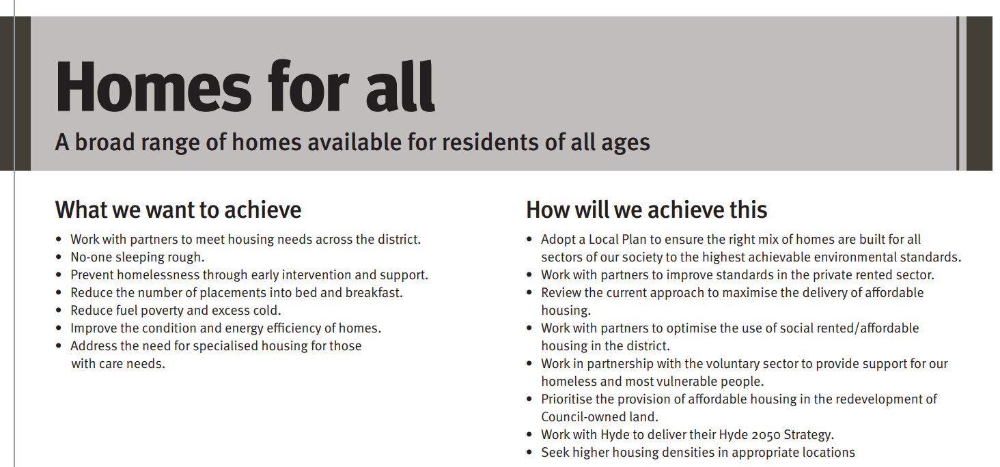 Homes for all
A broad range of homes available for residents of all ages
What we want to achieve
• Work with partners to meet housing needs across the district.
• No-one sleeping rough.
• Prevent homelessness through early intervention and support.
• Reduce the number of placements into bed and breakfast.
• Reduce fuel poverty and excess cold.
• Improve the condition and energy efficiency of homes.
• Address the need for specialised housing for those
with care needs.
How will we achieve this
• Adopt a Local Plan to ensure the right mix of homes are built for all
sectors of our society to the highest achievable environmental standards.
• Work with partners to improve standards in the private rented sector.
• Review the current approach to maximise the delivery of affordable
housing.
• Work with partners to optimise the use of social rented/affordable
housing in the district.
• Work in partnership with the voluntary sector to provide support for our
homeless and most vulnerable people.
• Prioritise the provision of affordable housing in the redevelopment of
Council-owned land.
• Work with Hyde to deliver their Hyde 2050 Strategy.
• Seek higher housing densities in appropriate locations